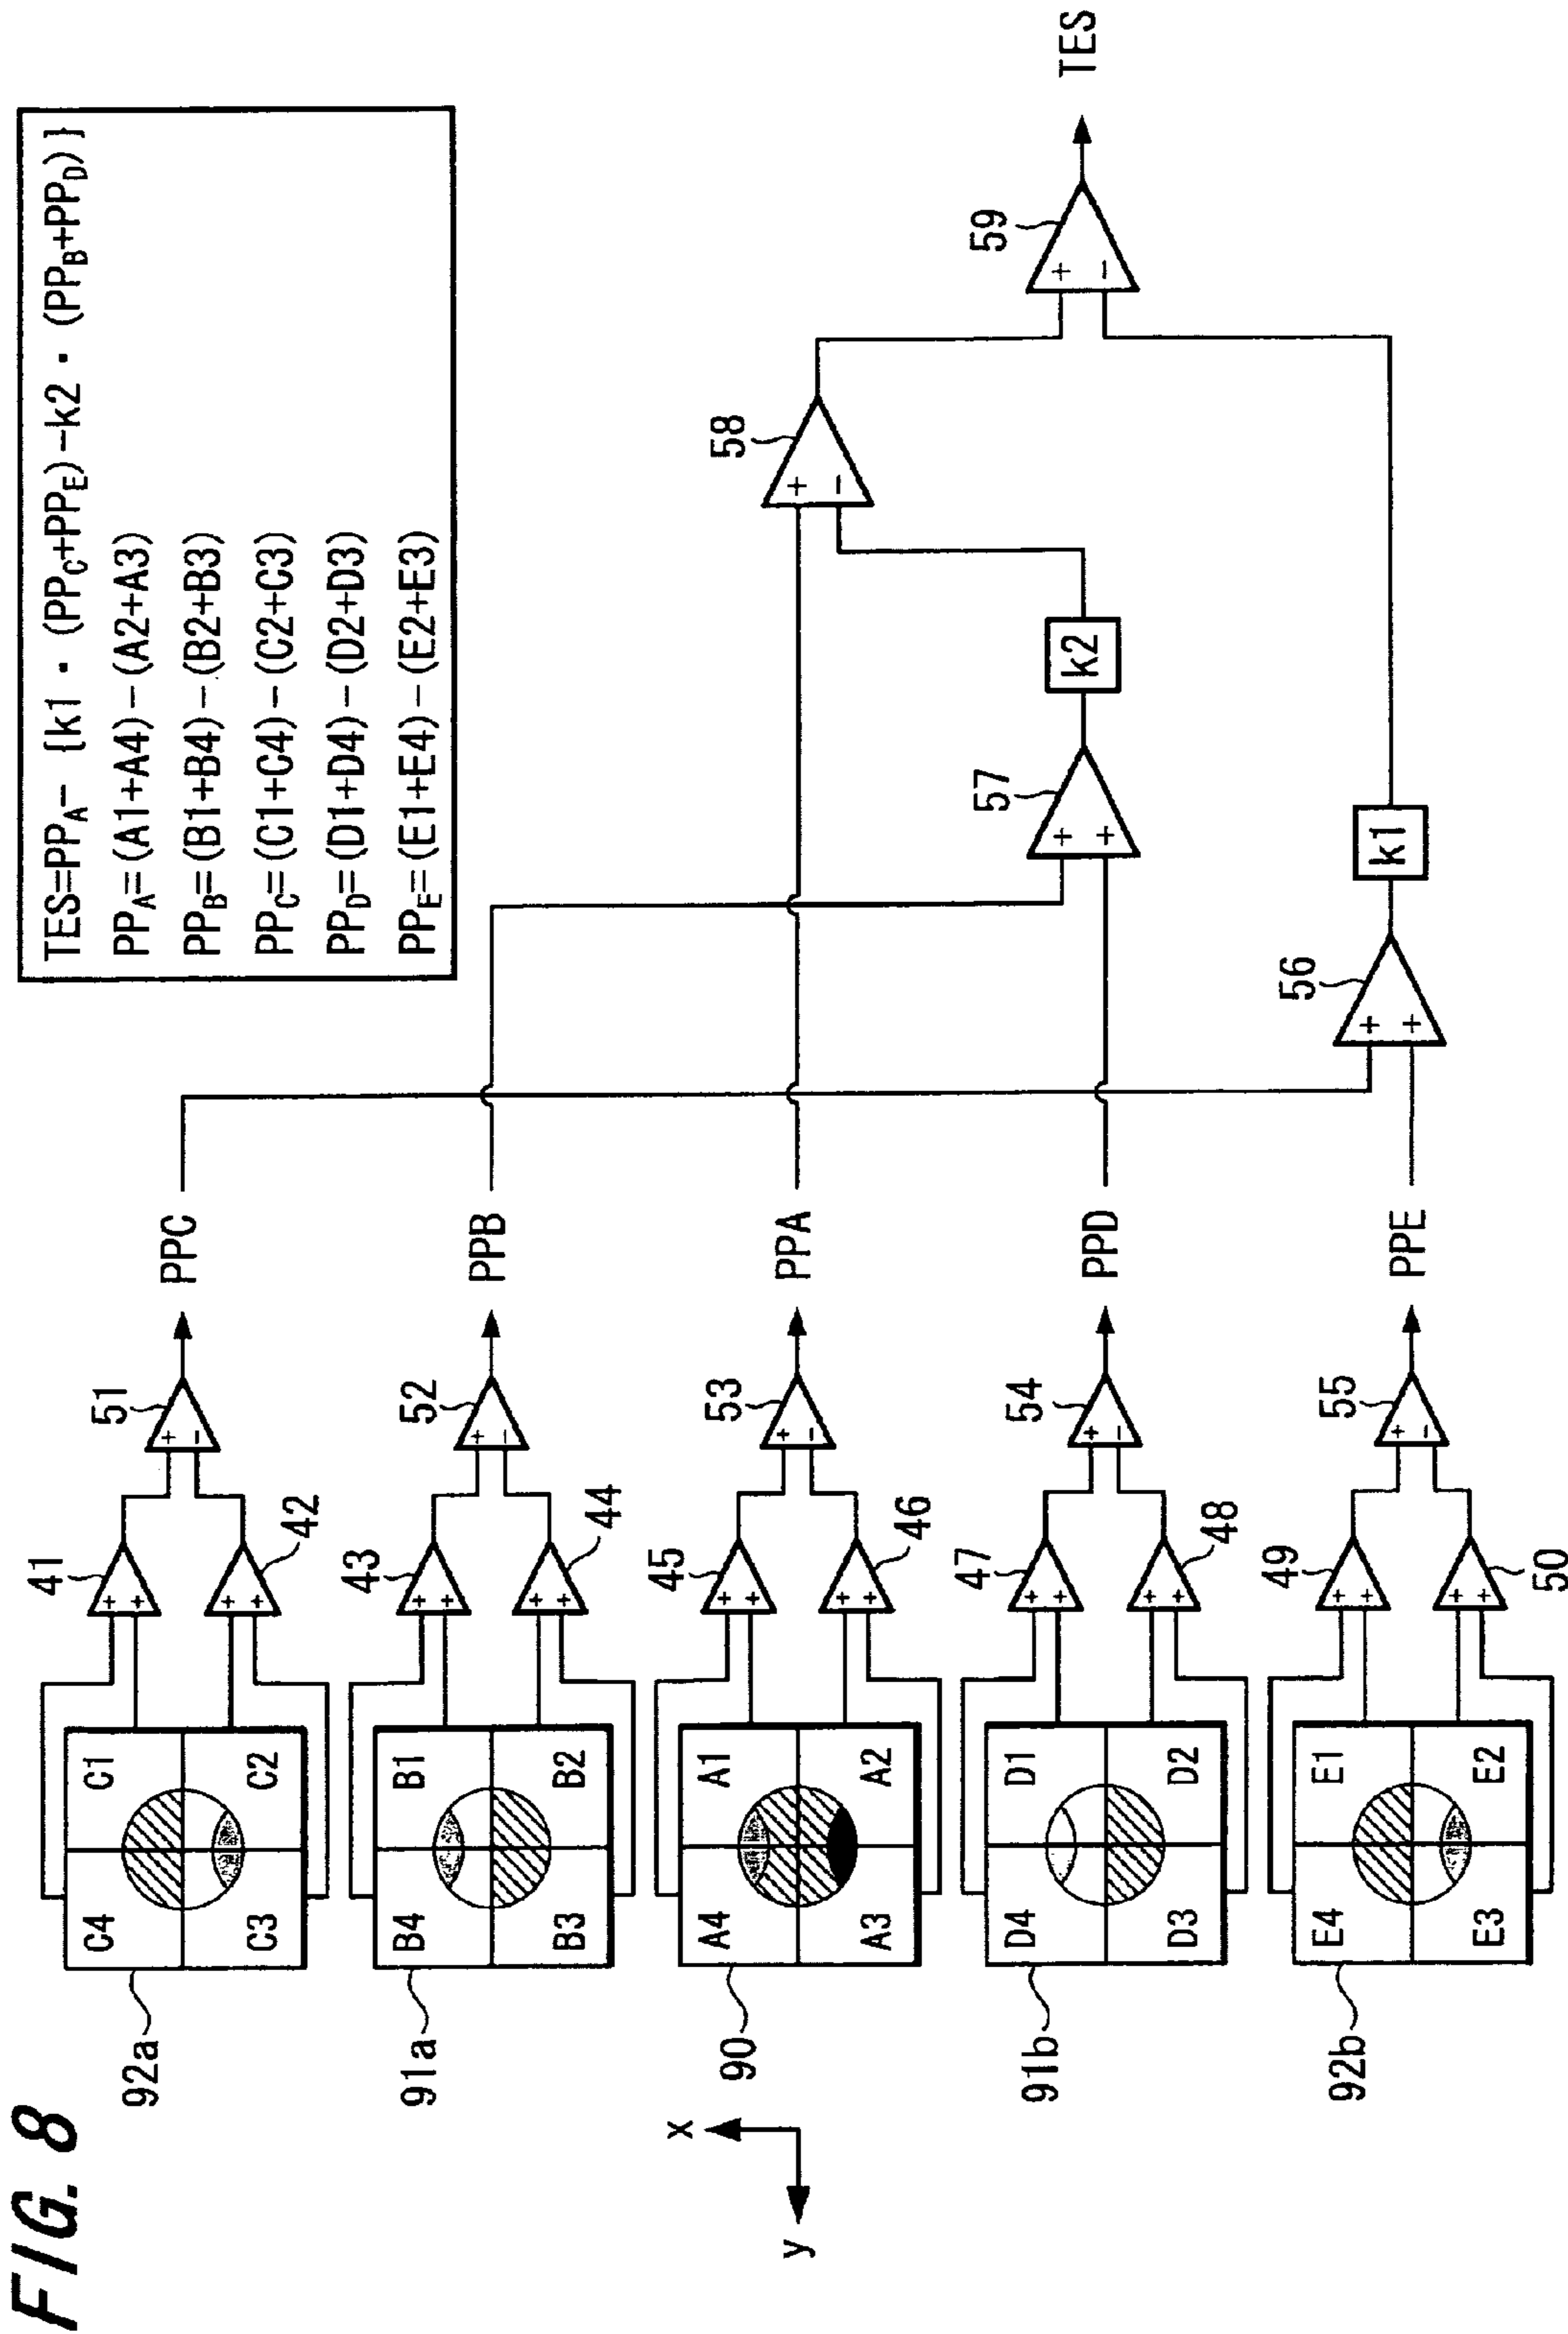 FIG. 8
TES=PPA- {k1・(PPC+PPE)-k2・(PPB+PPD)}
PPA=(A1+A4)-(A2+A3)
PPB=(B1+B4)-(B2+B3)
PPC=(C1+C4)-(C2+C3)
PPD=(D1+D4)-(D2+D3)
PPE=(E1+E4)-(E2+E3)
92a
C4 C1
C3 C2
41
+ +
42
+ +
51
+ -
PPC
91a
B4 B1
B3 B2
43
+ +
44
+ +
52
+ -
PPB
90
A4 A1
A3 A2
45
+ +
46
+ +
53
+ -
PPA
91b
D4 D1
D3 D2
47
+ +
48
+ +
54
+ -
PPD
92b
E4 E1
E3 E2
49
+ +
50
+ +
55
+ -
PPE
56
+ +
k1
57
+ +
k2
58
+ -
59
+ -
TES
x
y